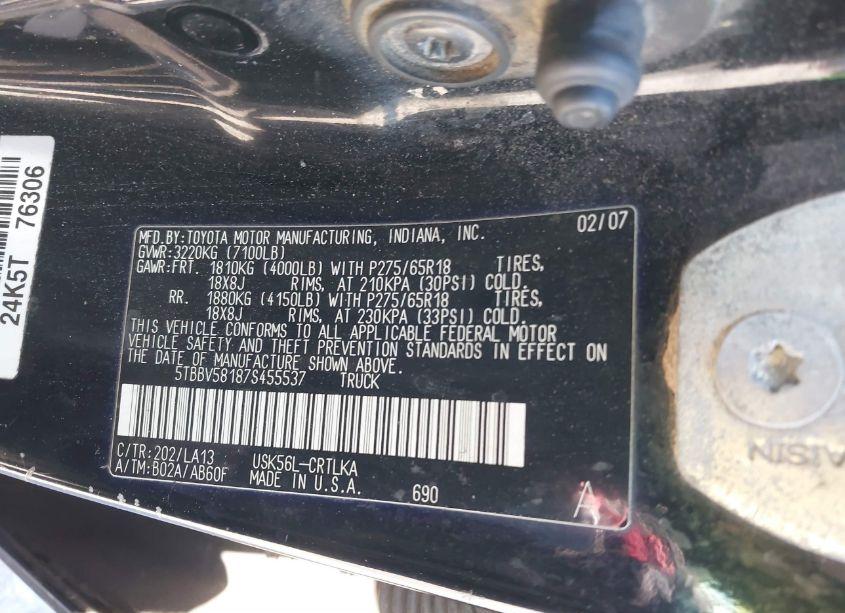 24K5T 76306
MFD.BY:TOYOTA MOTOR MANUFACTURING, INDIANA, INC. 02/07
GVWR:3220KG (7100LB)
GAWR:FRT. 1810KG (4000LB) WITH P275/65R18 TIRES,
18X8J RIMS, AT 210KPA (30PSI) COLD.
RR. 1880KG (4150LB) WITH P275/65R18 TIRES,
18X8J RIMS, AT 230KPA (33PSI) COLD.
THIS VEHICLE CONFORMS TO ALL APPLICABLE FEDERAL MOTOR
VEHICLE SAFETY AND THEFT PREVENTION STANDARDS IN EFFECT ON
THE DATE OF MANUFACTURE SHOWN ABOVE.
5TBBV58187S455537 TRUCK
C/TR:202/LA13 USK56L-CRTLKA
A/TM:B02A/AB60F MADE IN U.S.A. 690 A
AISIN